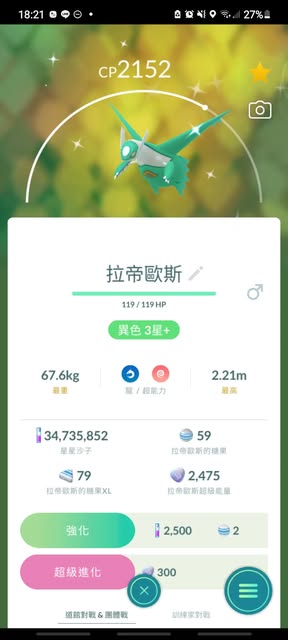 18:21
27%
CP2152
拉帝歐斯
119 / 119 HP
異色 3星+
67.6kg
2.21m
最重
龍 / 超能力
最高
34,735,852
59
星星沙子
拉帝歐斯的糖果
79
2,475
拉帝歐斯的糖果XL
拉帝歐斯超級能量
強化
2,500
2
超級進化
300
道館對戰 & 團體戰
訓練家對戰